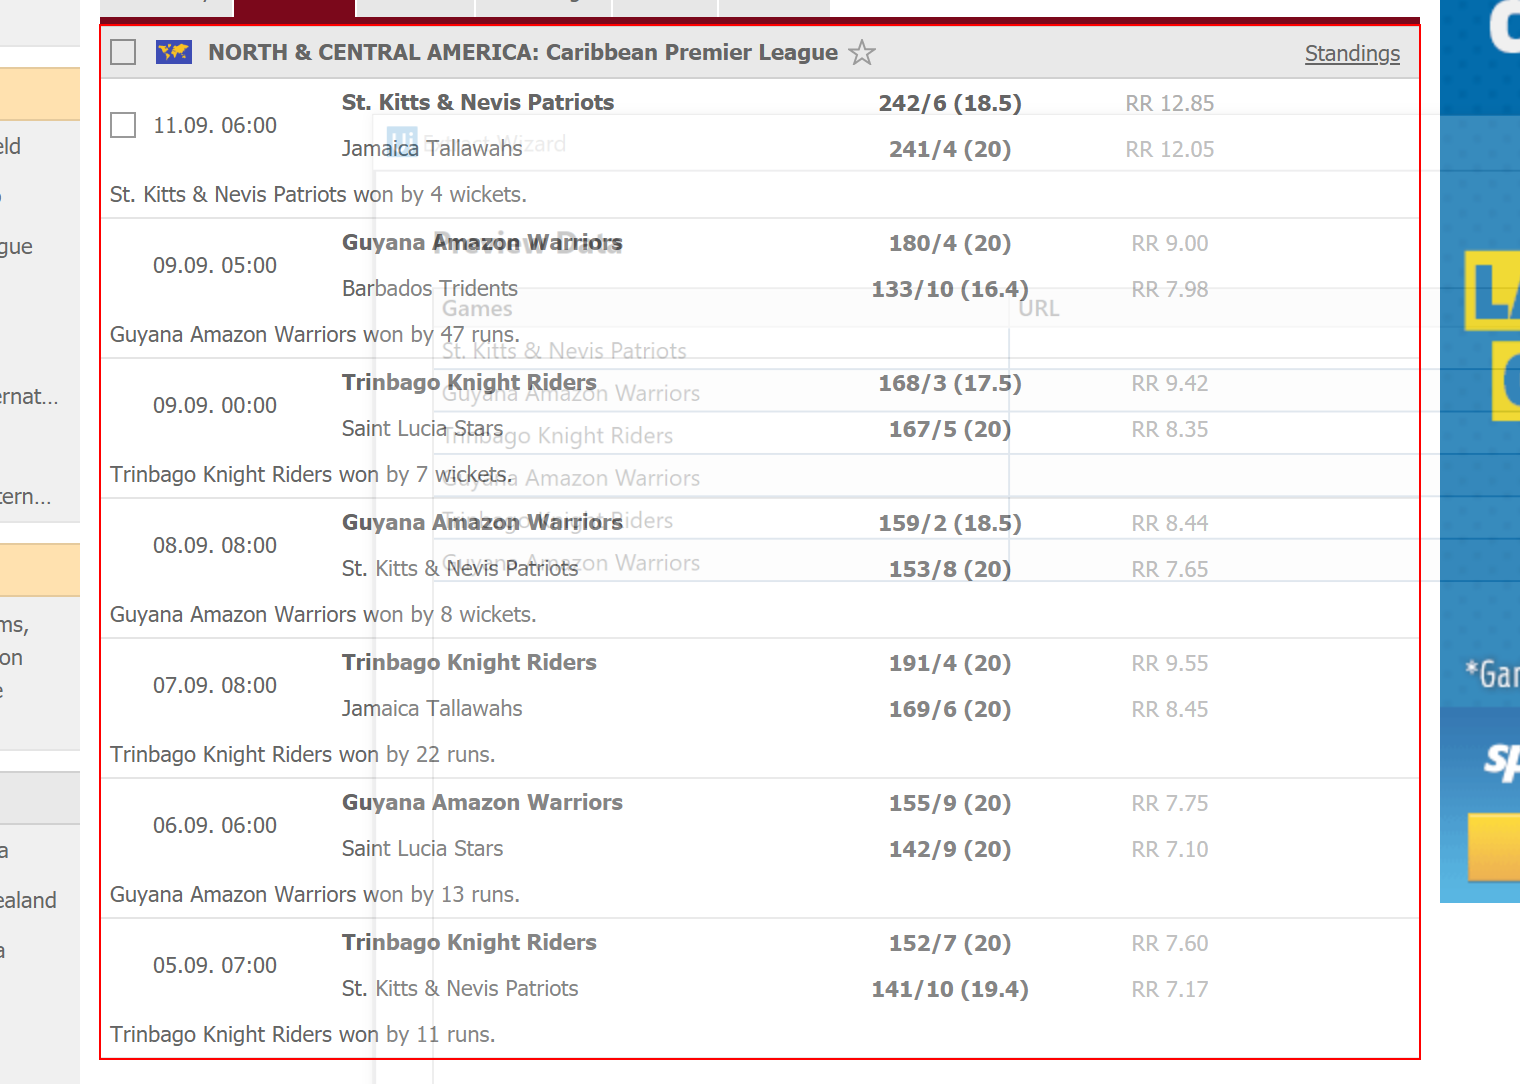 NORTH & CENTRAL AMERICA: Caribbean Premier League Standings
11.09. 06:00
St. Kitts & Nevis Patriots 242/6 (18.5) RR 12.85
Jamaica Tallawahs 241/4 (20) RR 12.05
St. Kitts & Nevis Patriots won by 4 wickets.
09.09. 05:00
Guyana Amazon Warriors 180/4 (20) RR 9.00
Barbados Tridents 133/10 (16.4) RR 7.98
Guyana Amazon Warriors won by 47 runs.
09.09. 00:00
Trinbago Knight Riders 168/3 (17.5) RR 9.42
Saint Lucia Stars 167/5 (20) RR 8.35
Trinbago Knight Riders won by 7 wickets.
08.09. 08:00
Guyana Amazon Warriors 159/2 (18.5) RR 8.44
St. Kitts & Nevis Patriots 153/8 (20) RR 7.65
Guyana Amazon Warriors won by 8 wickets.
07.09. 08:00
Trinbago Knight Riders 191/4 (20) RR 9.55
Jamaica Tallawahs 169/6 (20) RR 8.45
Trinbago Knight Riders won by 22 runs.
06.09. 06:00
Guyana Amazon Warriors 155/9 (20) RR 7.75
Saint Lucia Stars 142/9 (20) RR 7.10
Guyana Amazon Warriors won by 13 runs.
05.09. 07:00
Trinbago Knight Riders 152/7 (20) RR 7.60
St. Kitts & Nevis Patriots 141/10 (19.4) RR 7.17
Trinbago Knight Riders won by 11 runs.
Extract Wizard
Preview Data
Games URL
St. Kitts & Nevis Patriots
Guyana Amazon Warriors
Trinbago Knight Riders
Guyana Amazon Warriors
Trinbago Knight Riders
Guyana Amazon Warriors